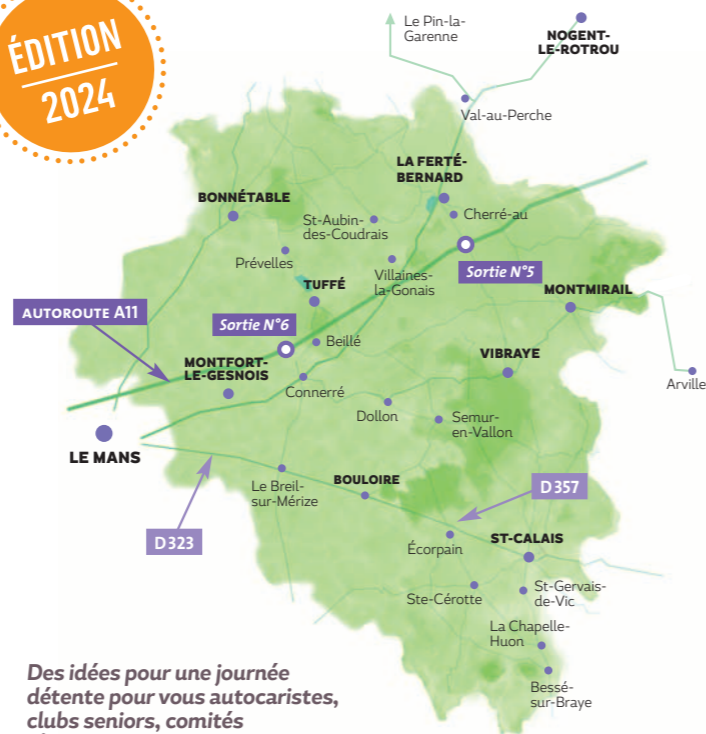 ÉDITION
2024
Le Pin-la-
Garenne
NOGENT-
LE-ROTROU
Val-au-Perche
LA FERTÉ-
BERNARD
BONNÉTABLE
Cherré-au
St-Aubin-
des-Coudrais
Prévelles
Villaines-
la-Gonais
Sortie N°5
TUFFÉ
MONTMIRAIL
AUTOROUTE A11
Sortie N°6
Beillé
MONTFORT-
LE-GESNOIS
VIBRAYE
Arville
Connerré
Dollon
Semur-
en-Vallon
LE MANS
Le Breil-
sur-Mérize
BOULOIRE
D 357
D 323
Écorpain
ST-CALAIS
Ste-Cérotte
St-Gervais-
de-Vic
La Chapelle-
Huon
Bessé-
sur-Braye
Des idées pour une journée
détente pour vous autocaristes,
clubs seniors, comités